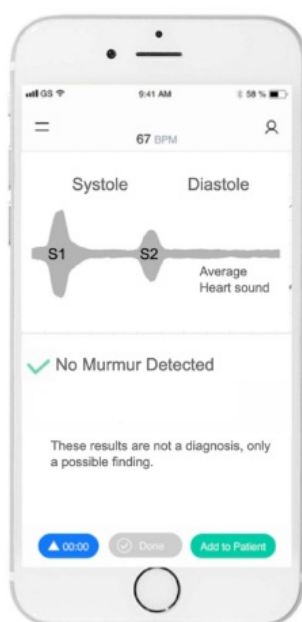 GS 9:41 AM 58 %
67 BPM
Systole Diastole
S1 S2
Average
Heart sound
No Murmur Detected
These results are not a diagnosis, only
a possible finding.
00:00 Done Add to Patient